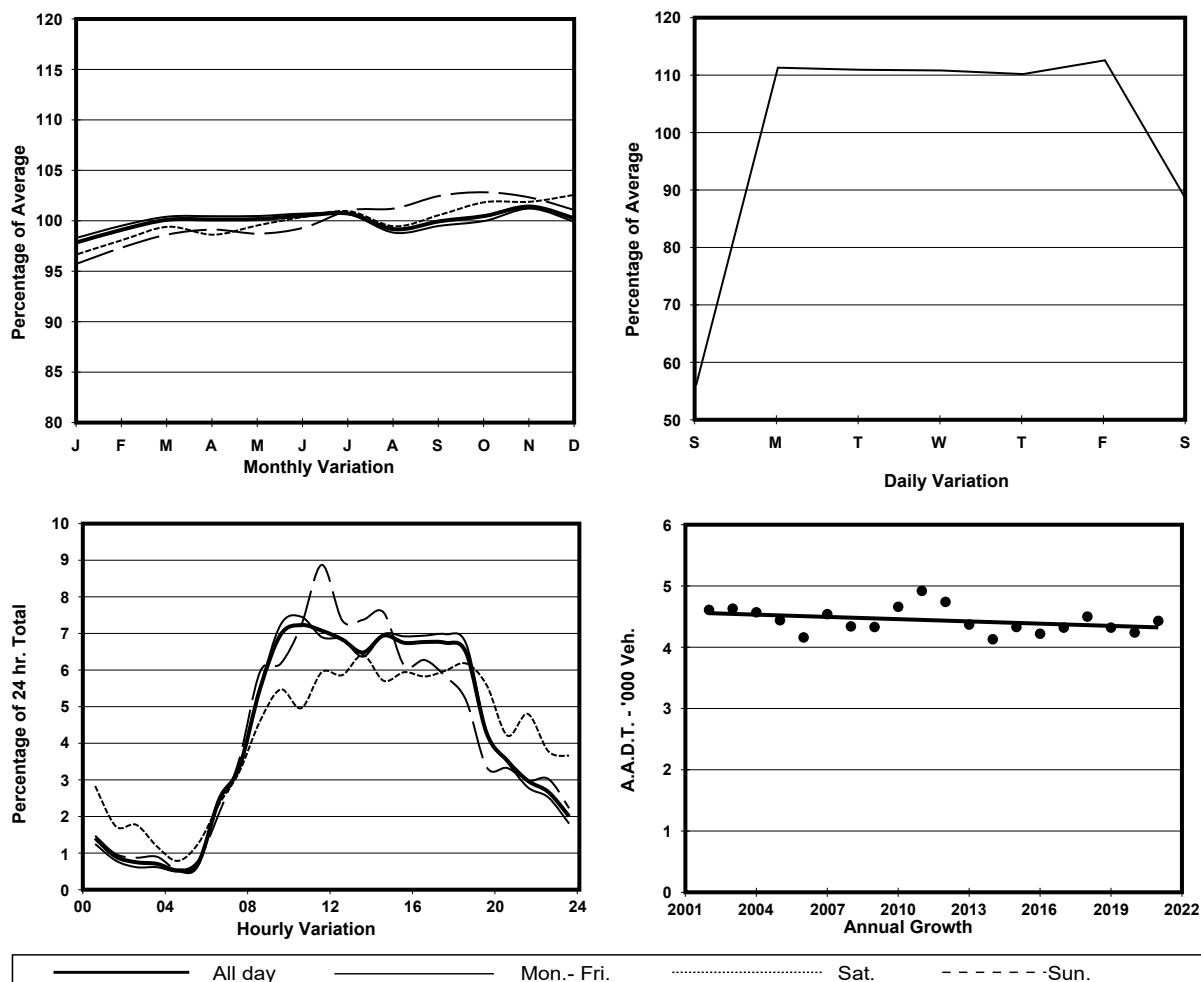 120
115
110
105
100
95
90
85
80
Percentage of Average
J F M A M J J A S O N D
Monthly Variation
120
110
100
90
80
70
60
50
Percentage of Average
S M T W T F S
Daily Variation
10
9
8
7
6
5
4
3
2
1
0
Percentage of 24 hr. Total
00 04 08 12 16 20 24
Hourly Variation
6
5
4
3
2
1
0
A.A.D.T. - '000 Veh.
2001 2004 2007 2010 2013 2016 2019 2022
Annual Growth
All day Mon.- Fri. Sat. Sun.